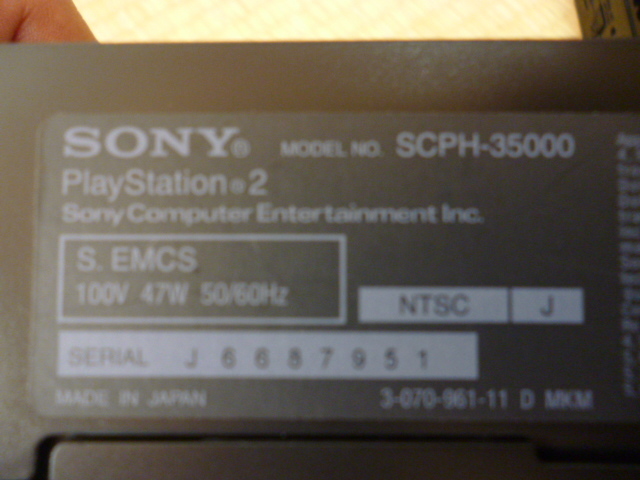 SONY® MODEL NO. SCPH-35000
PlayStation®2
Sony Computer Entertainment Inc.
S. EMCS
100V 47W 50/60Hz
NTSC J
SERIAL J6687951
MADE IN JAPAN 3-070-961-11 D MKM